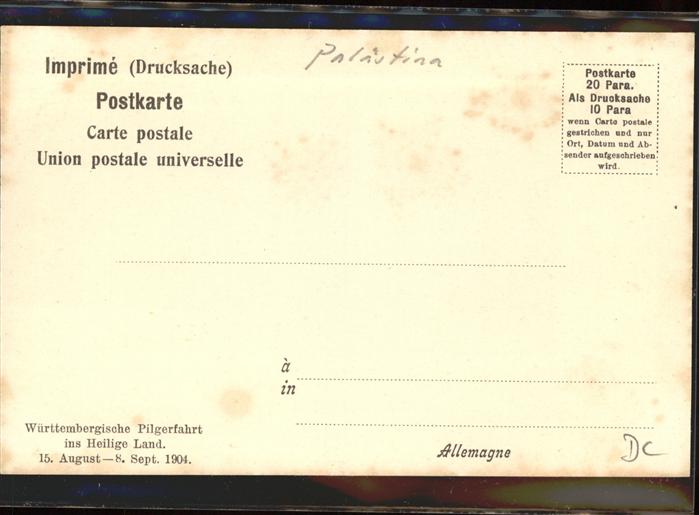 Imprimé (Drucksache)
Postkarte
Carte postale
Union postale universelle
Palästina
Postkarte
20 Para.
Als Drucksache
10 Para
wenn Carte postale
gestrichen und nur
Ort, Datum und Ab-
sender aufgeschrieben
wird.
à
in
Württembergische Pilgerfahrt
ins Heilige Land.
15. August—8. Sept. 1904.
Allemagne
DC